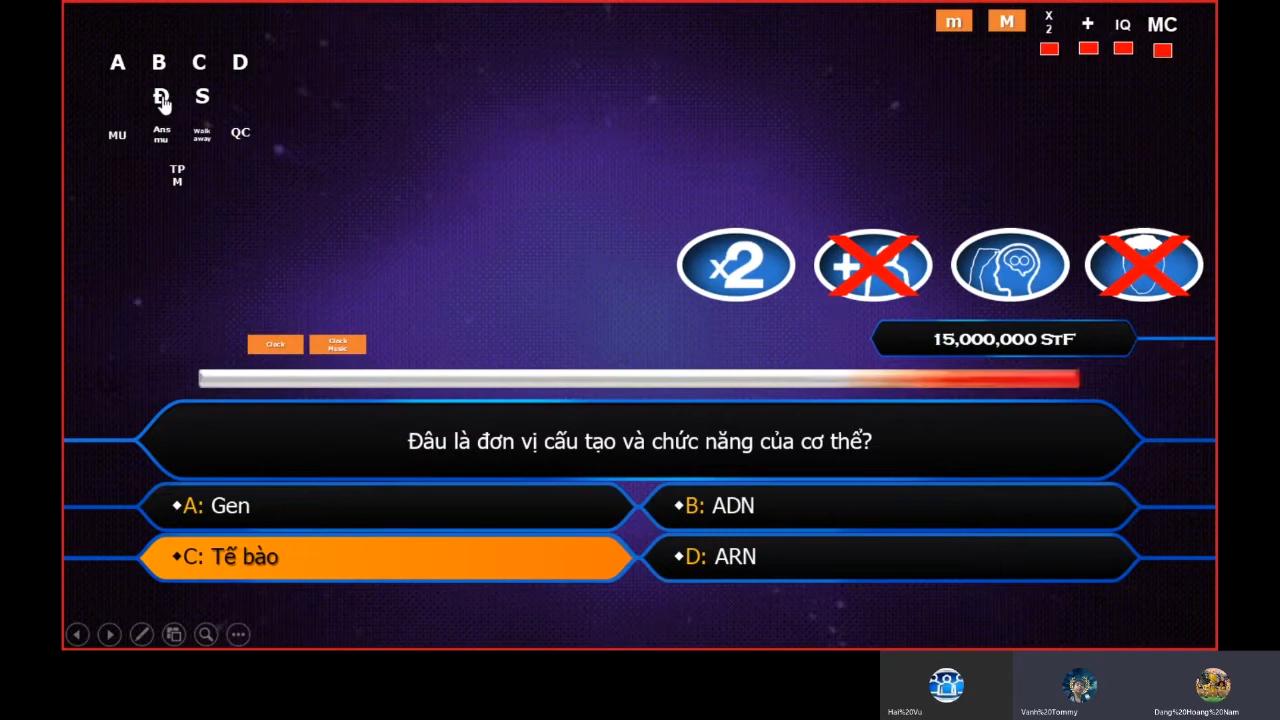 m M X 2 + IQ MC
A B C D
Đ S
MU Ans mu Walk away QC
TP M
x2
+
15,000,000 STF
Clock Clock Music
Đâu là đơn vị cấu tạo và chức năng của cơ thể?
A: Gen
B: ADN
C: Tế bào
D: ARN
Hai%20Vu
Vanh%20Tommy
Dang%20Hoang%20Nam